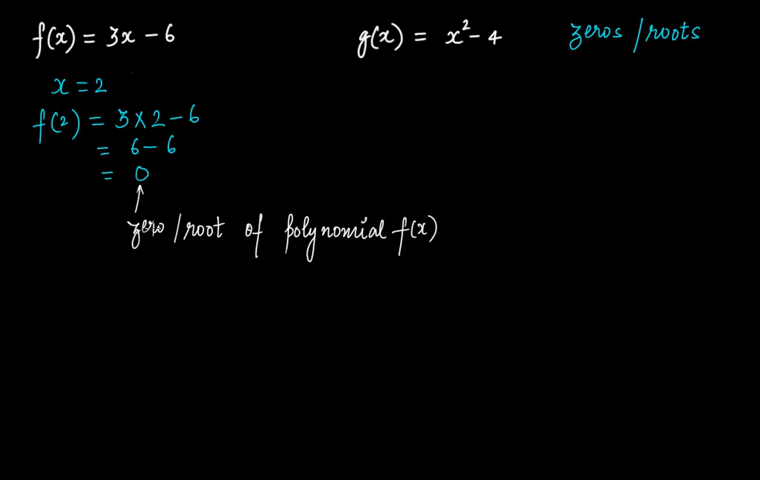 f(x) = 3x - 6
g(x) = x² - 4
zeros/roots
x = 2
f(2) = 3 × 2 - 6
= 6 - 6
= 0
zero/root of polynomial f(x)